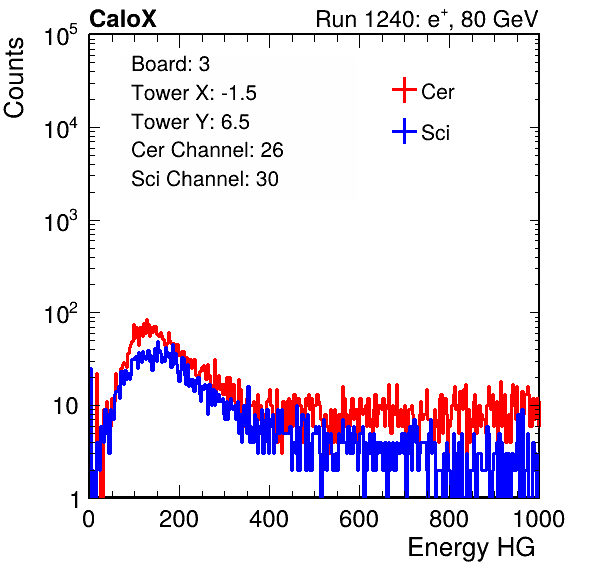 CaloX Run 1240: e⁺, 80 GeV
Counts
10⁵
10⁴
10³
10²
10
1
Board: 3
Tower X: -1.5
Tower Y: 6.5
Cer Channel: 26
Sci Channel: 30
Cer
Sci
0 200 400 600 800 1000
Energy HG